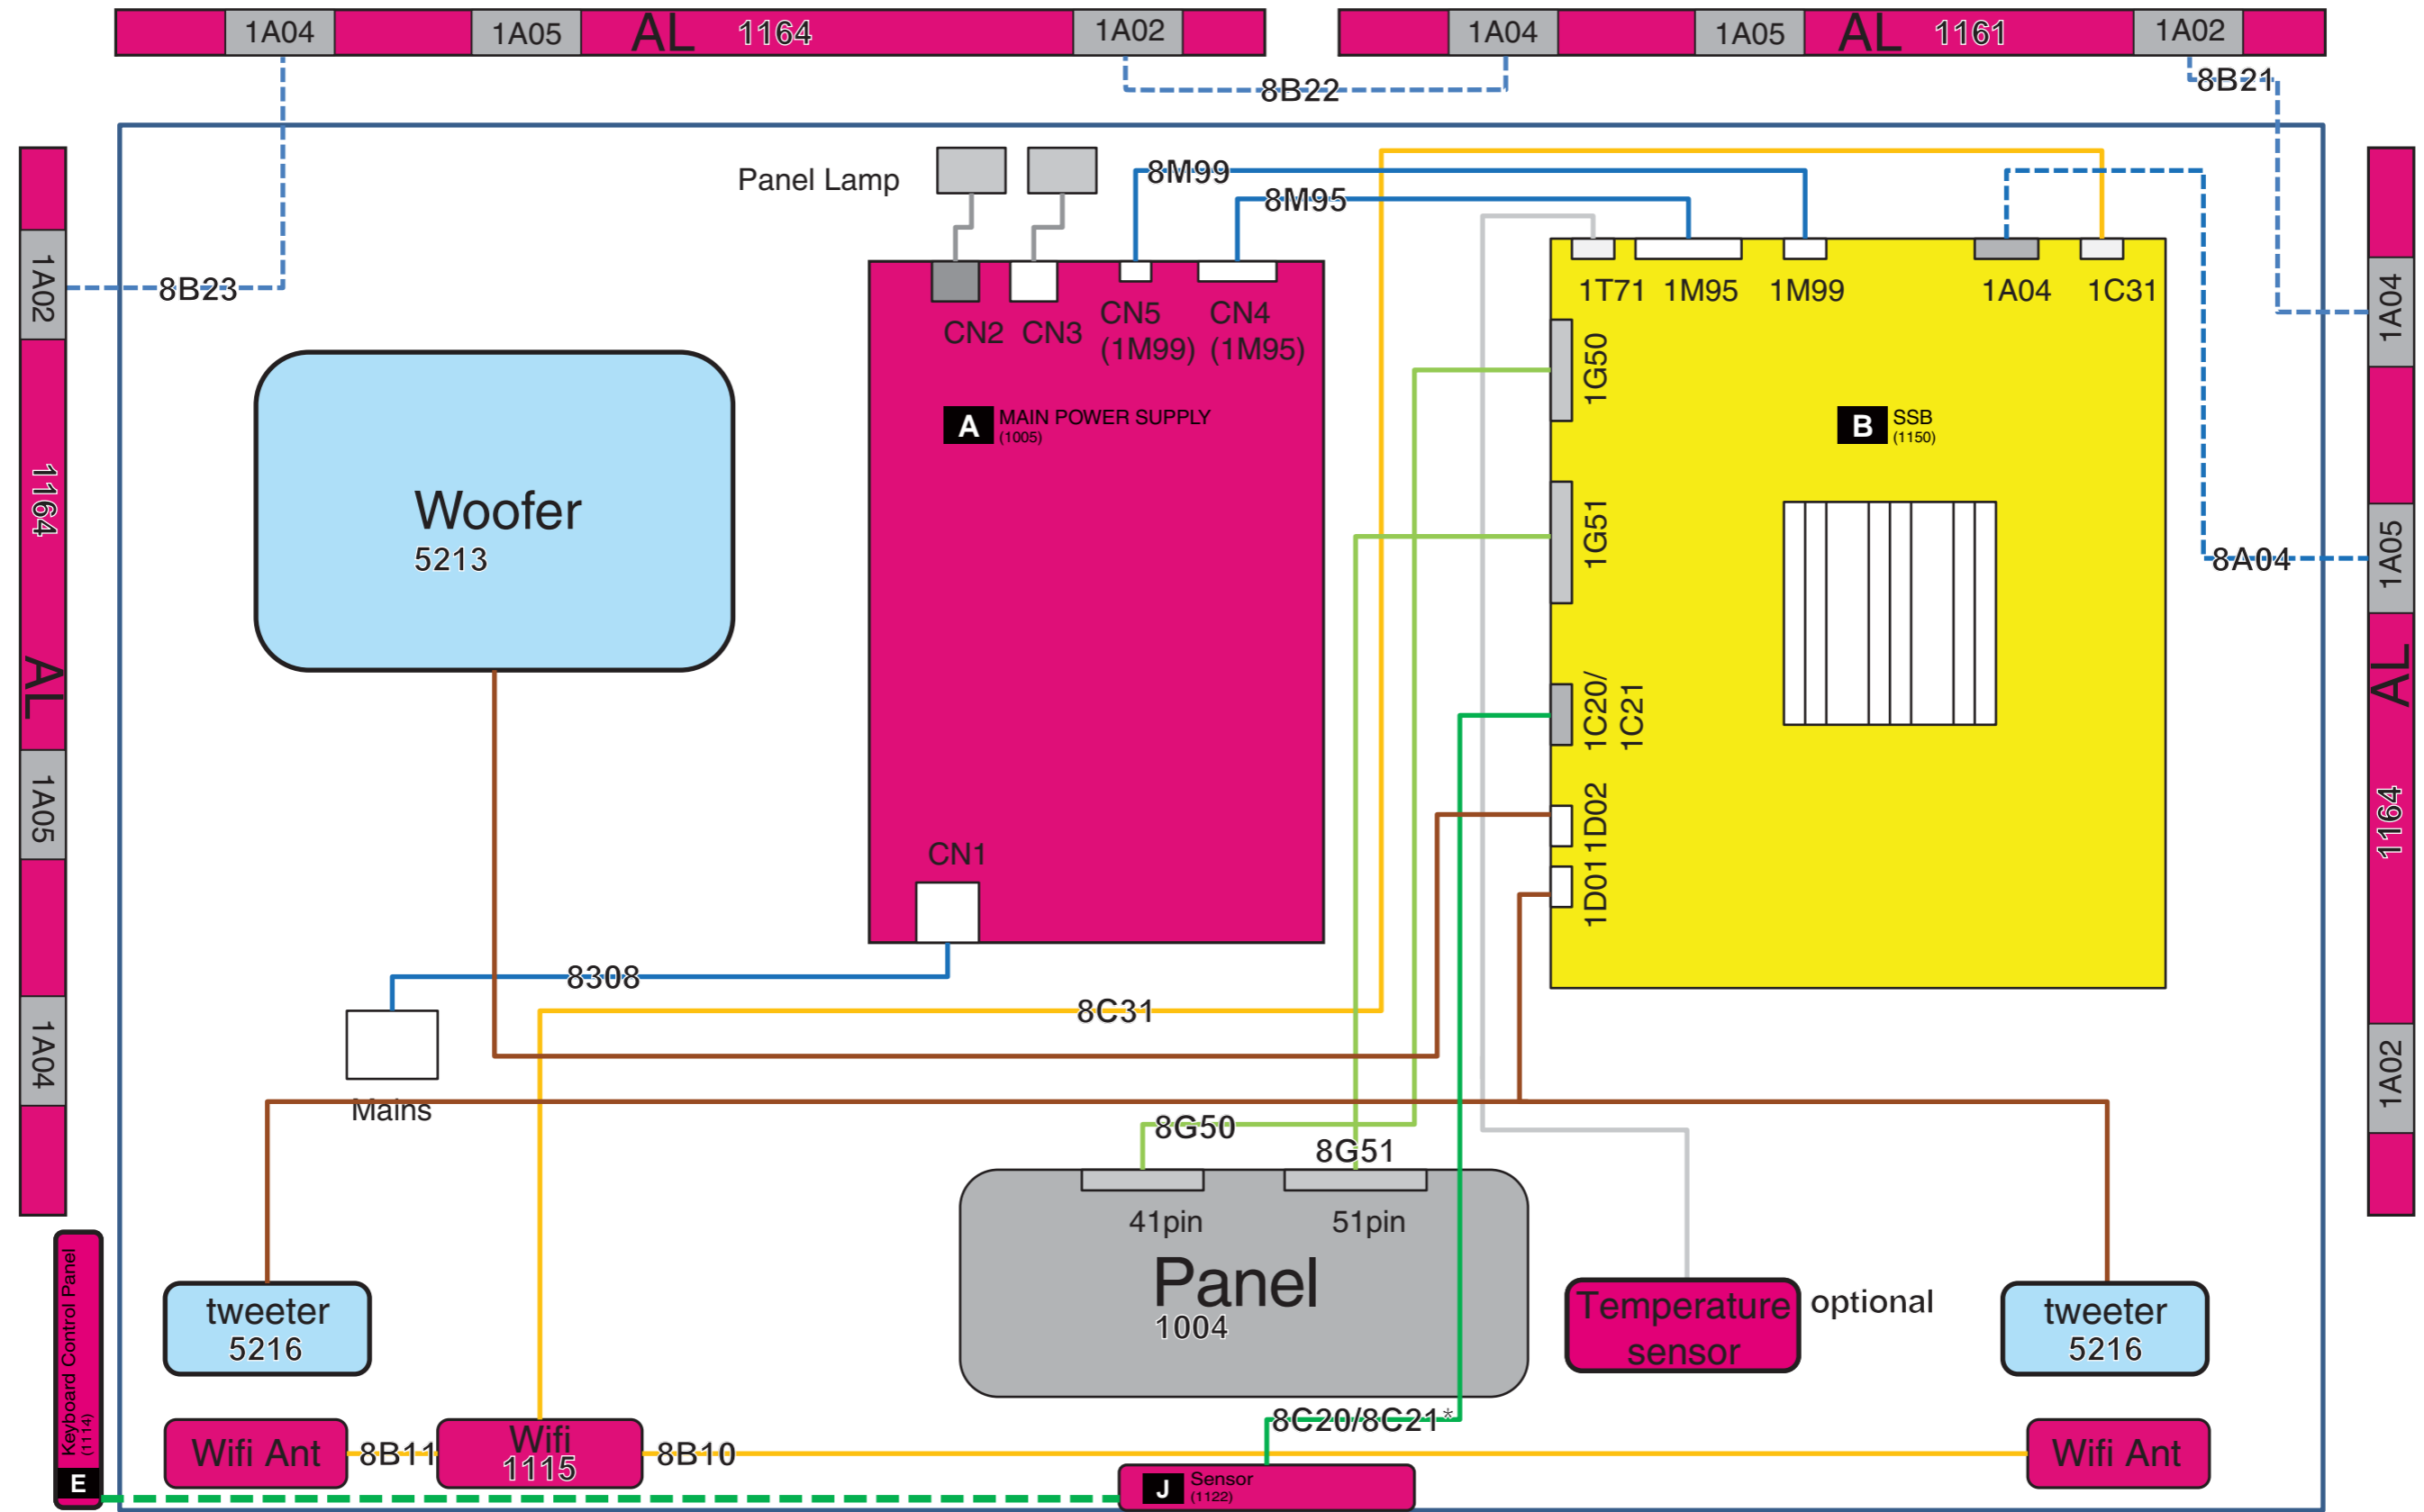 1A04
1A05
AL
1164
1A02
1A04
1A05
AL
1161
1A02
8B22
8B21
Panel Lamp
8M99
8M95
1A02
8B23
1164
AL
1A05
1A04
CN2
CN3
CN5
(1M99)
CN4
(1M95)
A
MAIN POWER SUPPLY
(1005)
CN1
1T71
1M95
1M99
1A04
1C31
1G50
1G51
1C20/
1C21
1D02
1D01
B
SSB
(1150)
1A04
1A05
8A04
AL
1164
1A02
Woofer
5213
8308
8C31
Mains
8G50
8G51
41pin
51pin
Panel
1004
Temperature
sensor
optional
tweeter
5216
tweeter
5216
Keyboard Control Panel
(1114)
E
Wifi Ant
8B11
Wifi
1115
8B10
8C20/8C21*
Wifi Ant
J
Sensor
(1122)